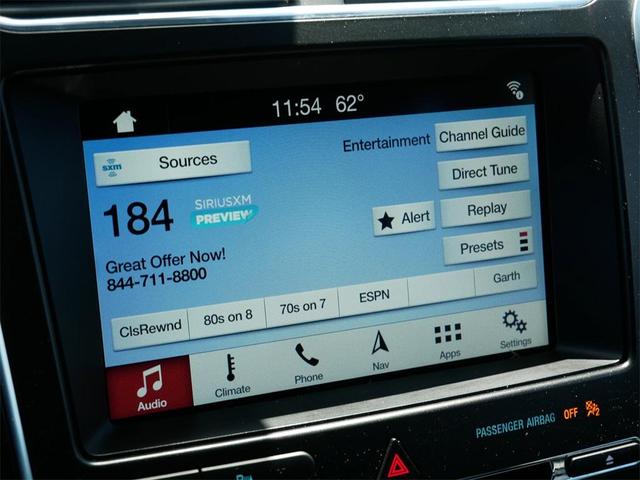 11:54 62°
sxm Sources
Entertainment
Channel Guide
Direct Tune
184
SIRIUSXM
PREVIEW
Alert
Replay
Presets
Great Offer Now!
844-711-8800
ClsRewnd
80s on 8
70s on 7
ESPN
Garth
Audio
Climate
Phone
Nav
Apps
Settings
PASSENGER AIRBAG OFF